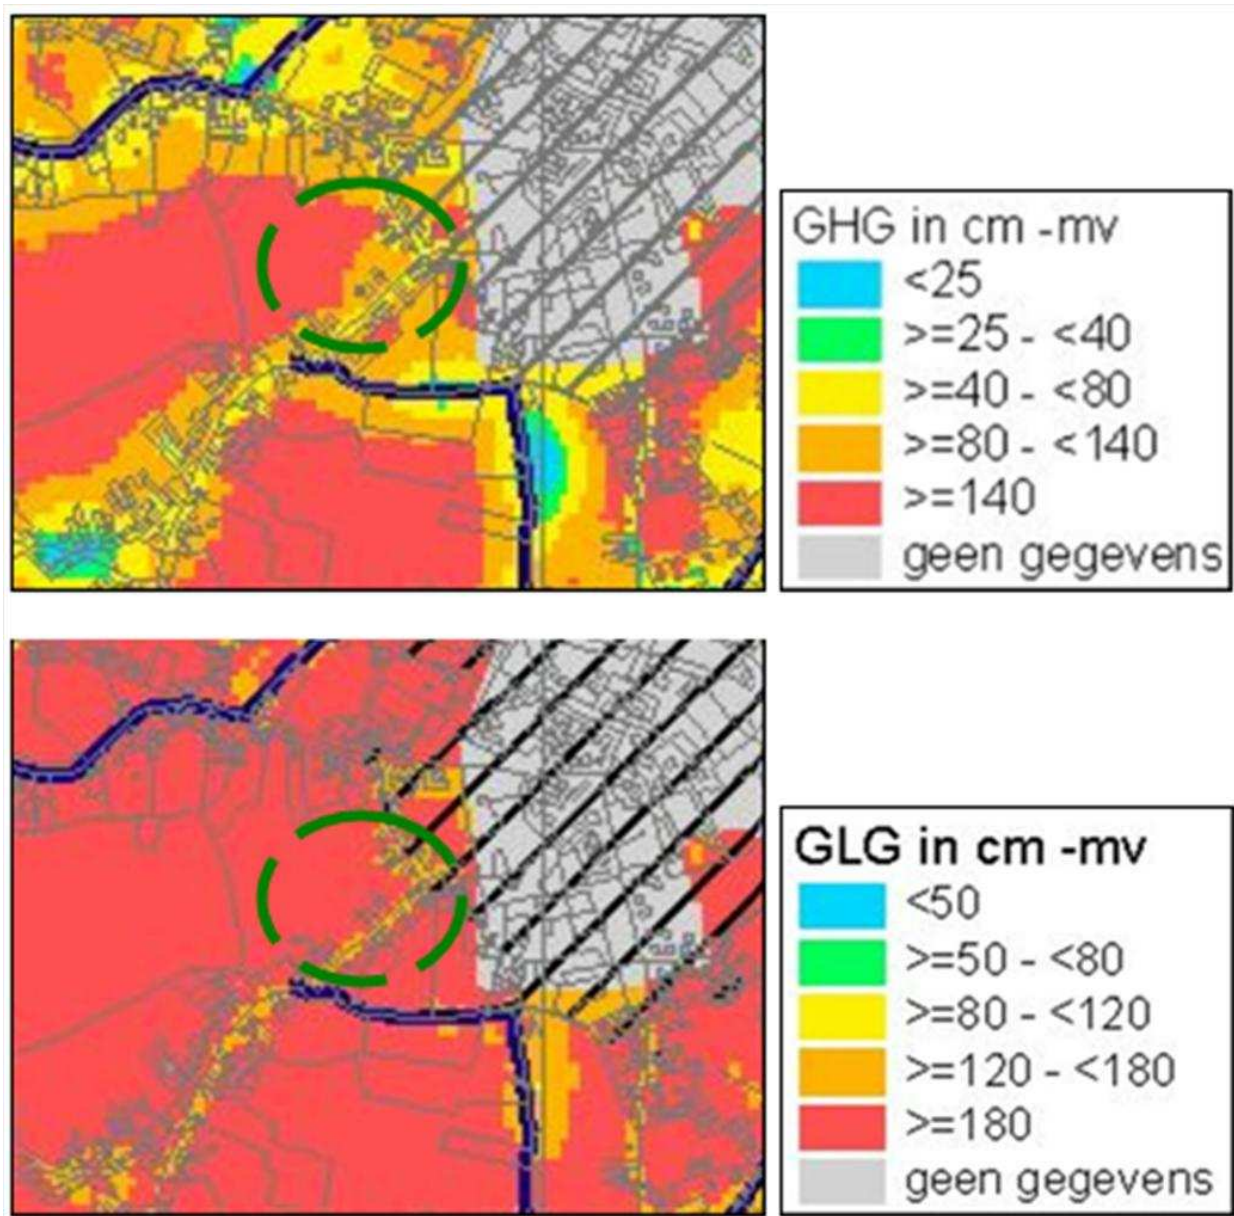 GHG in cm -mv
<25
>=25 - <40
>=40 - <80
>=80 - <140
>=140
geen gegevens
GLG in cm -mv
<50
>=50 - <80
>=80 - <120
>=120 - <180
>=180
geen gegevens